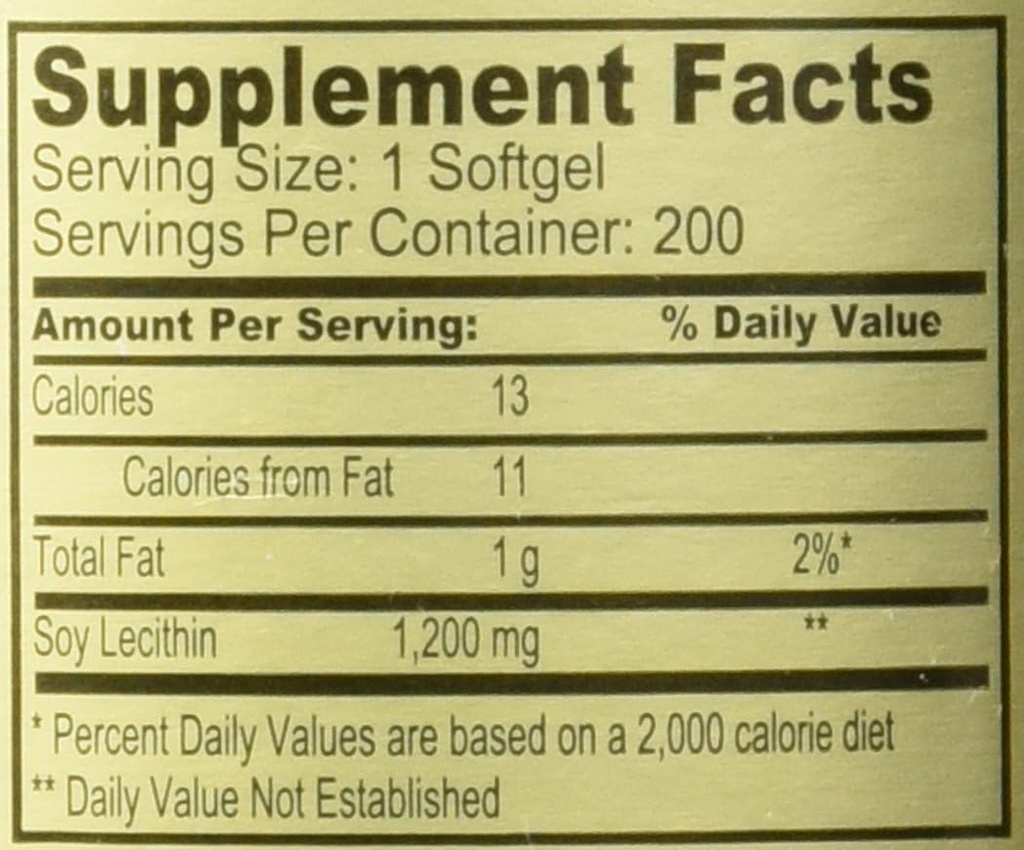 Supplement Facts
Serving Size: 1 Softgel
Servings Per Container: 200
Amount Per Serving: % Daily Value
Calories 13
Calories from Fat 11
Total Fat 1 g 2%*
Soy Lecithin 1,200 mg **
* Percent Daily Values are based on a 2,000 calorie diet
** Daily Value Not Established